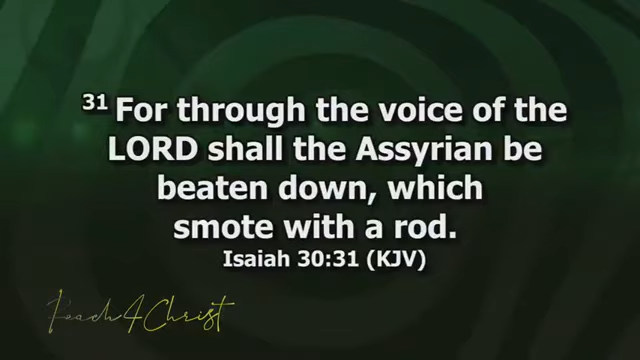 31 For through the voice of the
LORD shall the Assyrian be
beaten down, which
smote with a rod.
Isaiah 30:31 (KJV)
Reach4Christ